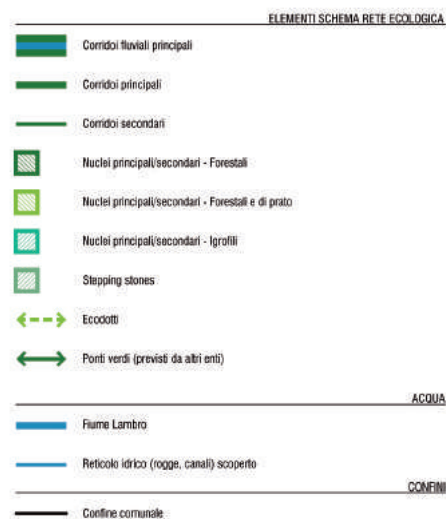 ELEMENTI SCHEMA RETE ECOLOGICA
Corridoi fluviali principali
Corridoi principali
Corridoi secondari
Nuclei principali/secondari - Forestali
Nuclei principali/secondari - Forestali e di prato
Nuclei principali/secondari - Igrofili
Stepping stones
Ecodotti
Ponti verdi (previsti da altri enti)
ACQUA
Fiume Lambro
Reticolo idrico (rogge, canali) scoperto
CONFINI
Confine comunale